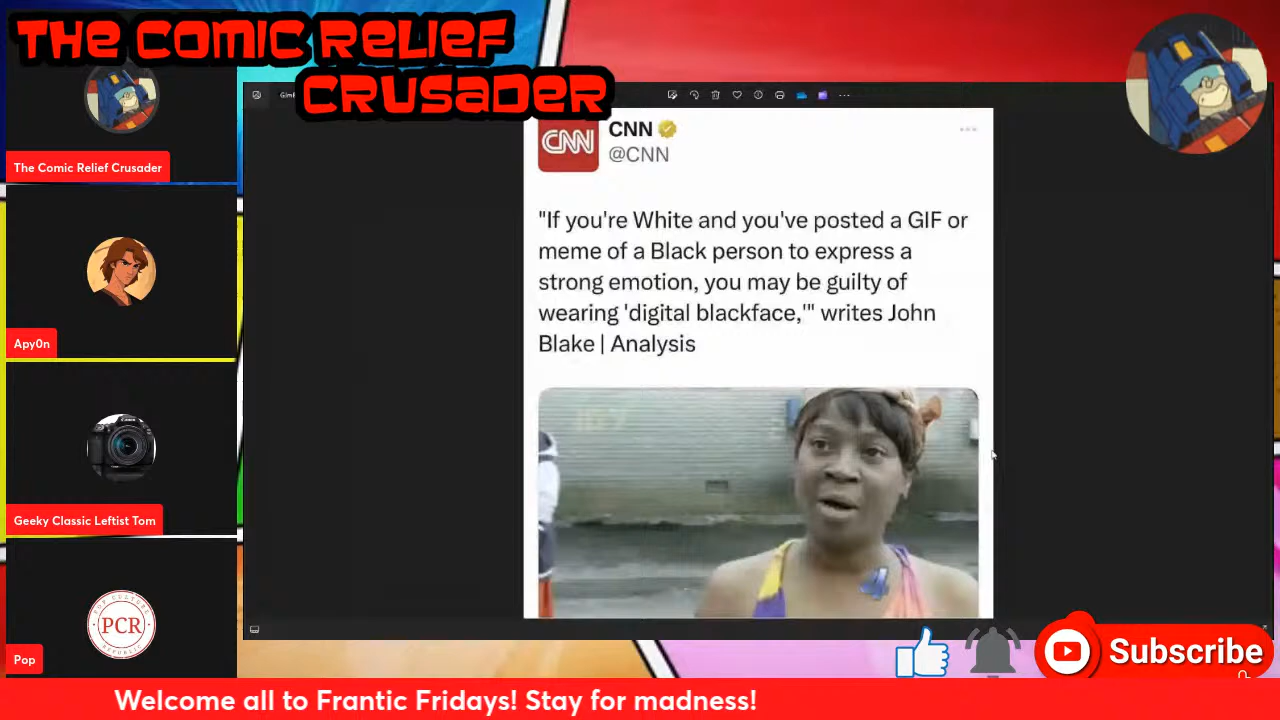 THE COMIC RELIEF
CRUSADER
The Comic Relief Crusader
Apy0n
Geeky Classic Leftist Tom
PCR
Pop
CNN
CNN
@CNN
"If you're White and you've posted a GIF or
meme of a Black person to express a
strong emotion, you may be guilty of
wearing 'digital blackface,'" writes John
Blake | Analysis
Subscribe
Welcome all to Frantic Fridays! Stay for madness!